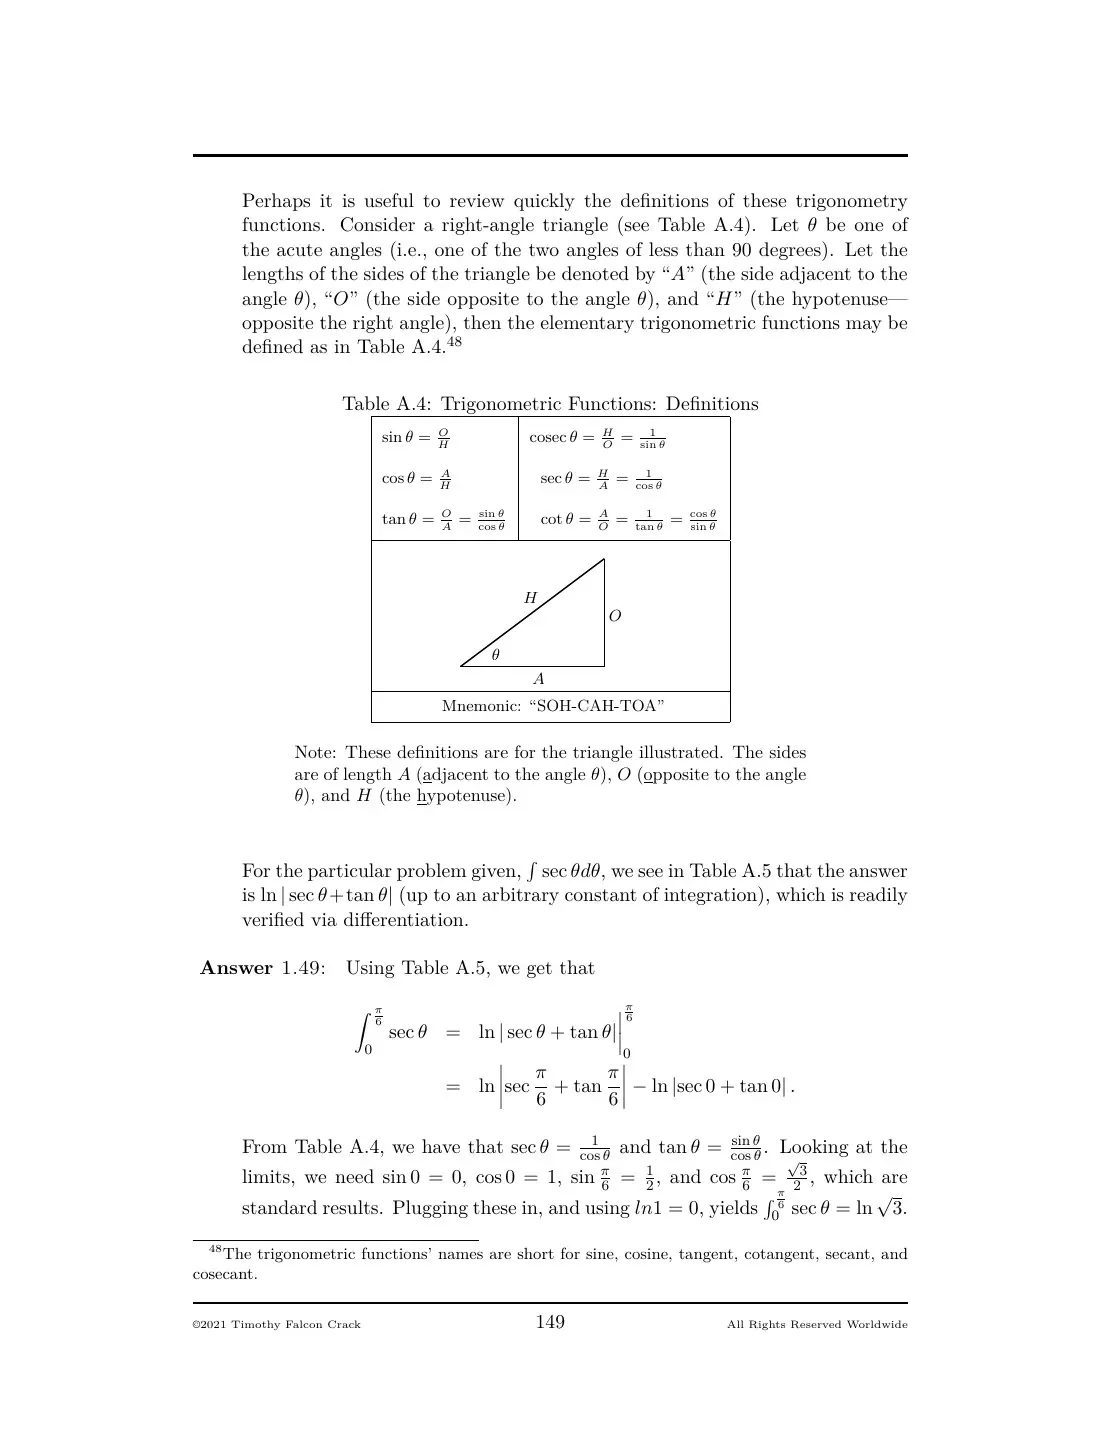 Perhaps it is useful to review quickly the definitions of these trigonometry
functions. Consider a right-angle triangle (see Table A.4). Let θ be one of
the acute angles (i.e., one of the two angles of less than 90 degrees). Let the
lengths of the sides of the triangle be denoted by “A” (the side adjacent to the
angle θ), “O” (the side opposite to the angle θ), and “H” (the hypotenuse—
opposite the right angle), then the elementary trigonometric functions may be
defined as in Table A.4.⁴⁸
Table A.4: Trigonometric Functions: Definitions
sin θ = O/H cosec θ = H/O = 1/sin θ
cos θ = A/H sec θ = H/A = 1/cos θ
tan θ = O/A = sin θ/cos θ cot θ = A/O = 1/tan θ = cos θ/sin θ
H
O
θ
A
Mnemonic: “SOH-CAH-TOA”
Note: These definitions are for the triangle illustrated. The sides
are of length A (adjacent to the angle θ), O (opposite to the angle
θ), and H (the hypotenuse).
For the particular problem given, ∫ sec θdθ, we see in Table A.5 that the answer
is ln | sec θ+tan θ| (up to an arbitrary constant of integration), which is readily
verified via differentiation.
Answer 1.49: Using Table A.5, we get that
∫₀^(π/6) sec θ = ln | sec θ + tan θ| |₀^(π/6)
= ln |sec π/6 + tan π/6| − ln |sec 0 + tan 0| .
From Table A.4, we have that sec θ = 1/cos θ and tan θ = sin θ/cos θ. Looking at the
limits, we need sin 0 = 0, cos 0 = 1, sin π/6 = 1/2, and cos π/6 = √3/2, which are
standard results. Plugging these in, and using ln1 = 0, yields ∫₀^(π/6) sec θ = ln √3.
⁴⁸The trigonometric functions’ names are short for sine, cosine, tangent, cotangent, secant, and
cosecant.
©2021 Timothy Falcon Crack 149 All Rights Reserved Worldwide